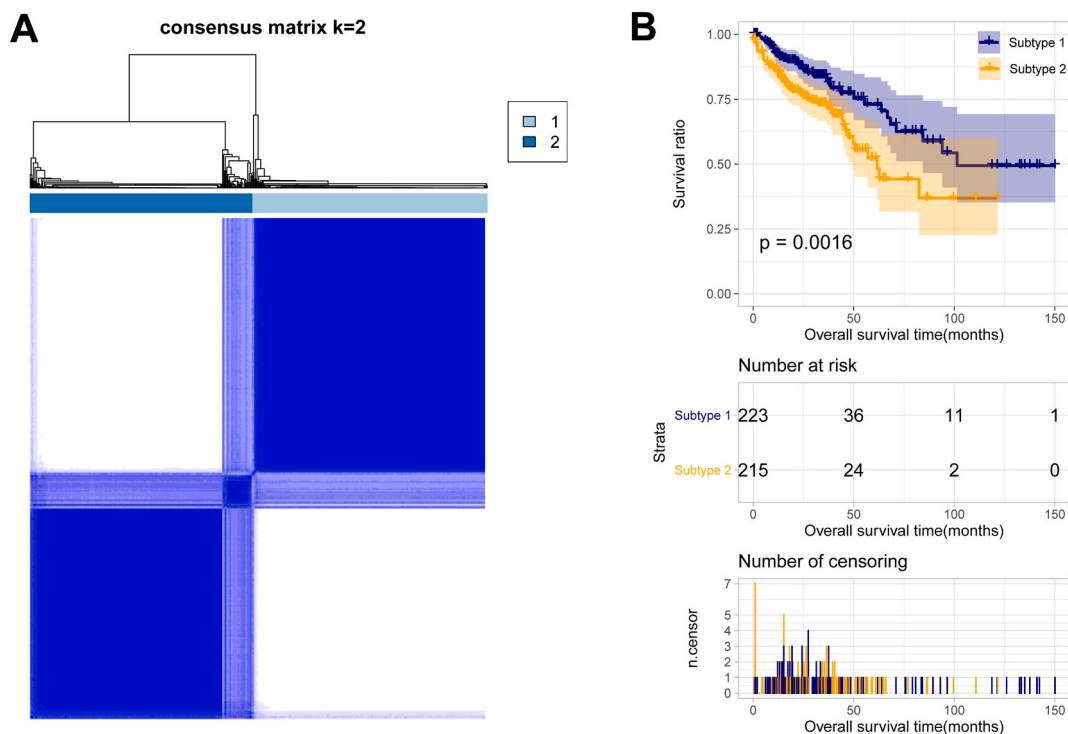 A
consensus matrix k=2
1
2
B
Survival ratio
1.00
0.75
0.50
0.25
0.00
Subtype 1
Subtype 2
p = 0.0016
0 50 100 150
Overall survival time(months)
Number at risk
Strata
Subtype 1 223 36 11 1
Subtype 2 215 24 2 0
0 50 100 150
Overall survival time(months)
Number of censoring
n.censor
7
5
4
3
2
1
0
0 50 100 150
Overall survival time(months)